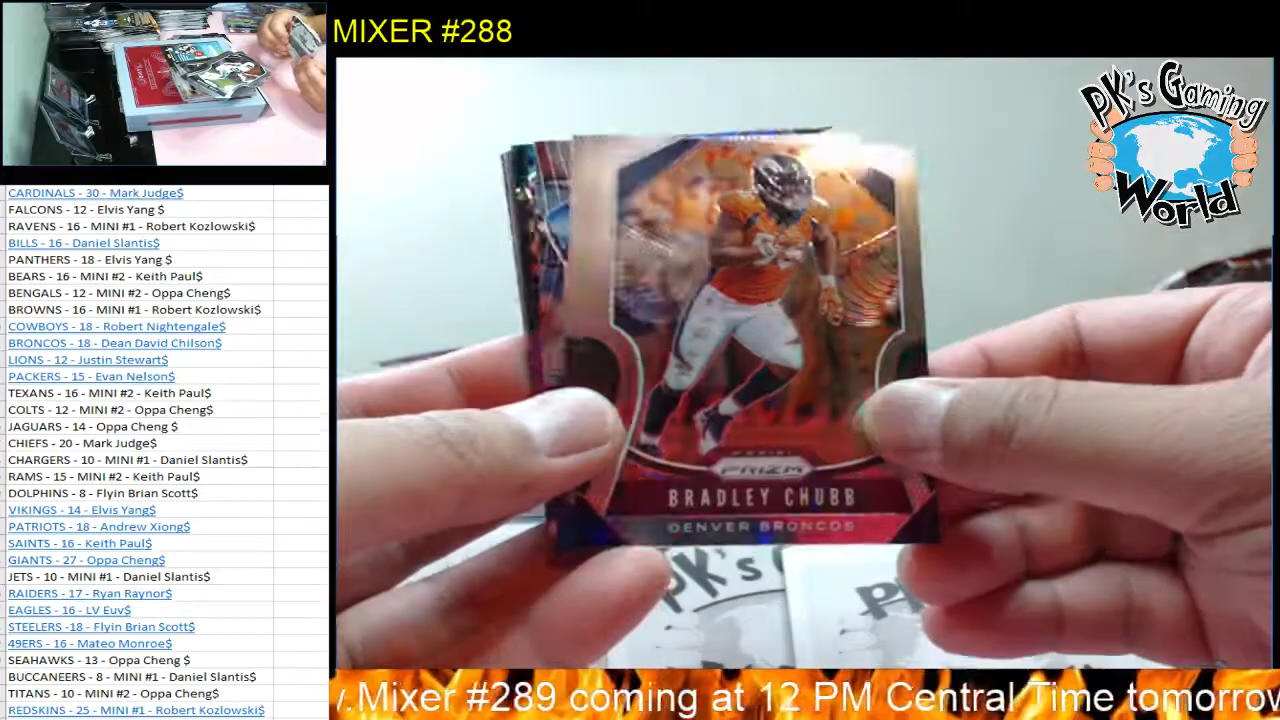 MIXER #288
PK's Gaming
World
CARDINALS - 30 - Mark Judge$
FALCONS - 12 - Elvis Yang $
RAVENS - 16 - MINI #1 - Robert Kozlowski$
BILLS - 16 - Daniel Slantis$
PANTHERS - 18 - Elvis Yang $
BEARS - 16 - MINI #2 - Keith Paul$
BENGALS - 12 - MINI #2 - Oppa Cheng$
BROWNS - 16 - MINI #1 - Robert Kozlowski$
COWBOYS - 18 - Robert Nightengale$
BRONCOS - 18 - Dean David Chilson$
LIONS - 12 - Justin Stewart$
PACKERS - 15 - Evan Nelson$
TEXANS - 16 - MINI #2 - Keith Paul$
COLTS - 12 - MINI #2 - Oppa Cheng$
JAGUARS - 14 - Oppa Cheng $
CHIEFS - 20 - Mark Judge$
CHARGERS - 10 - MINI #1 - Daniel Slantis$
RAMS - 15 - MINI #2 - Keith Paul$
DOLPHINS - 8 - Flyin Brian Scott$
VIKINGS - 14 - Elvis Yang$
PATRIOTS - 18 - Andrew Xiong$
SAINTS - 16 - Keith Paul$
GIANTS - 27 - Oppa Cheng$
JETS - 10 - MINI #1 - Daniel Slantis$
RAIDERS - 17 - Ryan Raynor$
EAGLES - 16 - LV Euv$
STEELERS -18 - Flyin Brian Scott$
49ERS - 16 - Mateo Monroe$
SEAHAWKS - 13 - Oppa Cheng $
BUCCANEERS - 8 - MINI #1 - Daniel Slantis$
TITANS - 10 - MINI #2 - Oppa Cheng$
REDSKINS - 25 - MINI #1 - Robert Kozlowski$
PANINI
PRIZM
BRADLEY CHUBB
DENVER BRONCOS
PK's G
PK
y.Mixer #289 coming at 12 PM Central Time tomorrow